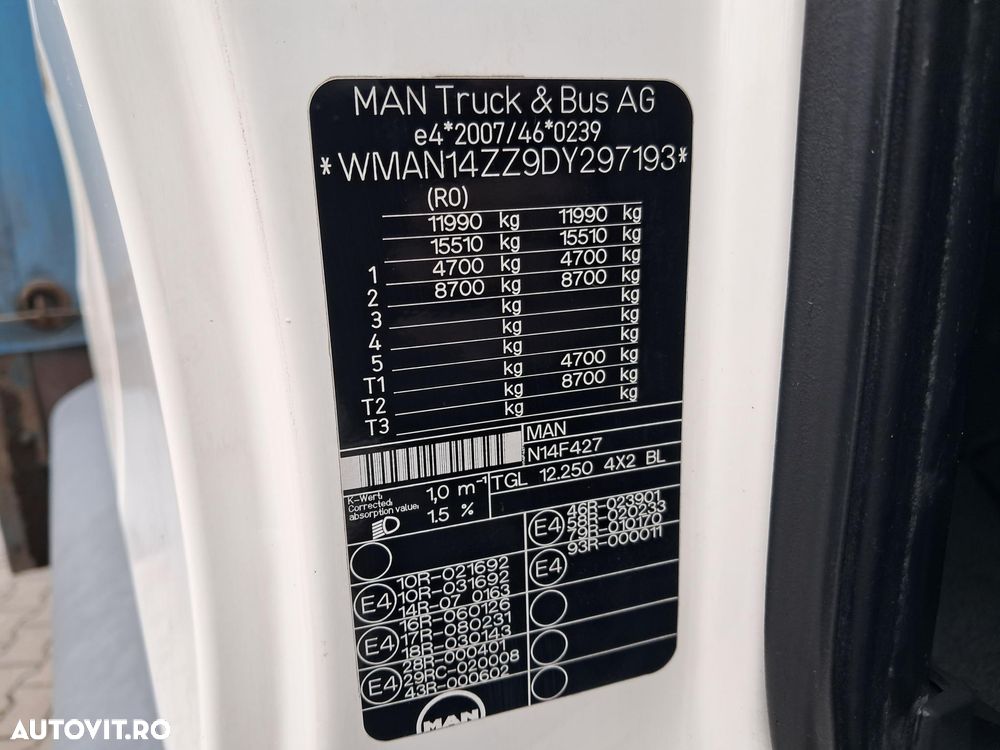 MAN Truck & Bus AG
e4*2007/46*0239
*WMAN14ZZ9DY297193*
(RO)
11990 kg 11990 kg
15510 kg 15510 kg
1 4700 kg 4700 kg
2 8700 kg 8700 kg
3 kg kg
4 kg kg
5 kg kg
T1 kg 4700 kg
T2 kg 8700 kg
T3 kg kg
MAN
N14F427
TGL 12.250 4X2 BL
K-Wert, 1,0 m⁻¹
Corrected
absorption value: 1.5 %
E4 46R-023901
58R-020233
79R-010170
E4 93R-000011
E4 10R-021692
10R-031692
14R-07 0163
E4 16R-060126
17R-080231
18R-030143
E4 28R-000401
29RC-020008
43R-000602
MAN
AUTOVIT.RO